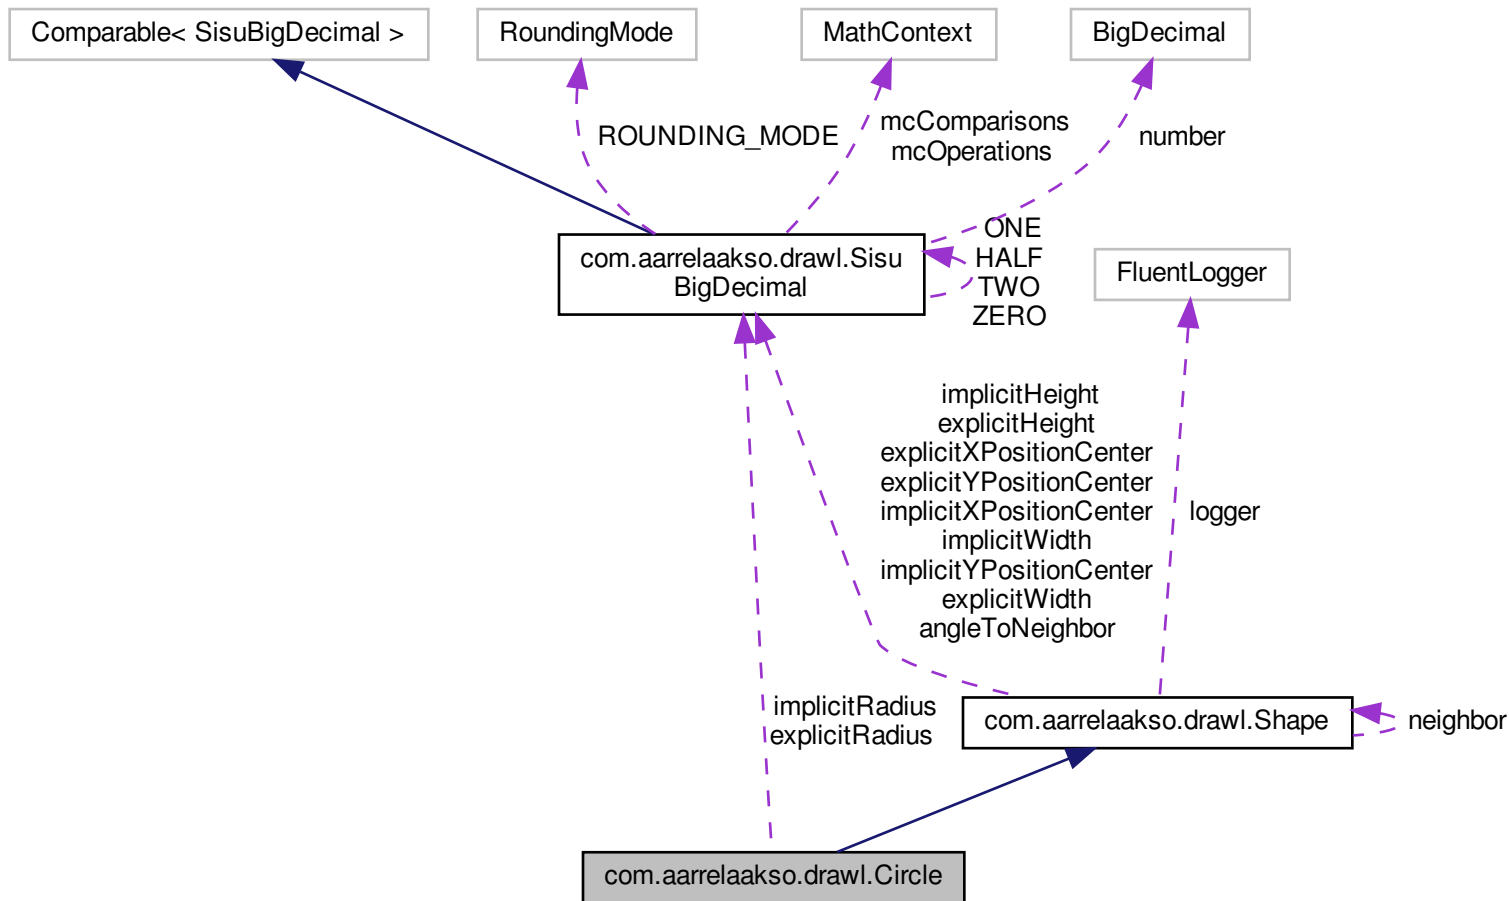 Comparable< SisuBigDecimal >
RoundingMode
MathContext
BigDecimal
ROUNDING_MODE
mcComparisons
mcOperations
number
com.aarrelaakso.drawl.Sisu
BigDecimal
ONE
HALF
TWO
ZERO
FluentLogger
implicitHeight
explicitHeight
explicitXPositionCenter
explicitYPositionCenter
implicitXPositionCenter
implicitWidth
implicitYPositionCenter
explicitWidth
angleToNeighbor
logger
implicitRadius
explicitRadius
com.aarrelaakso.drawl.Shape
neighbor
com.aarrelaakso.drawl.Circle